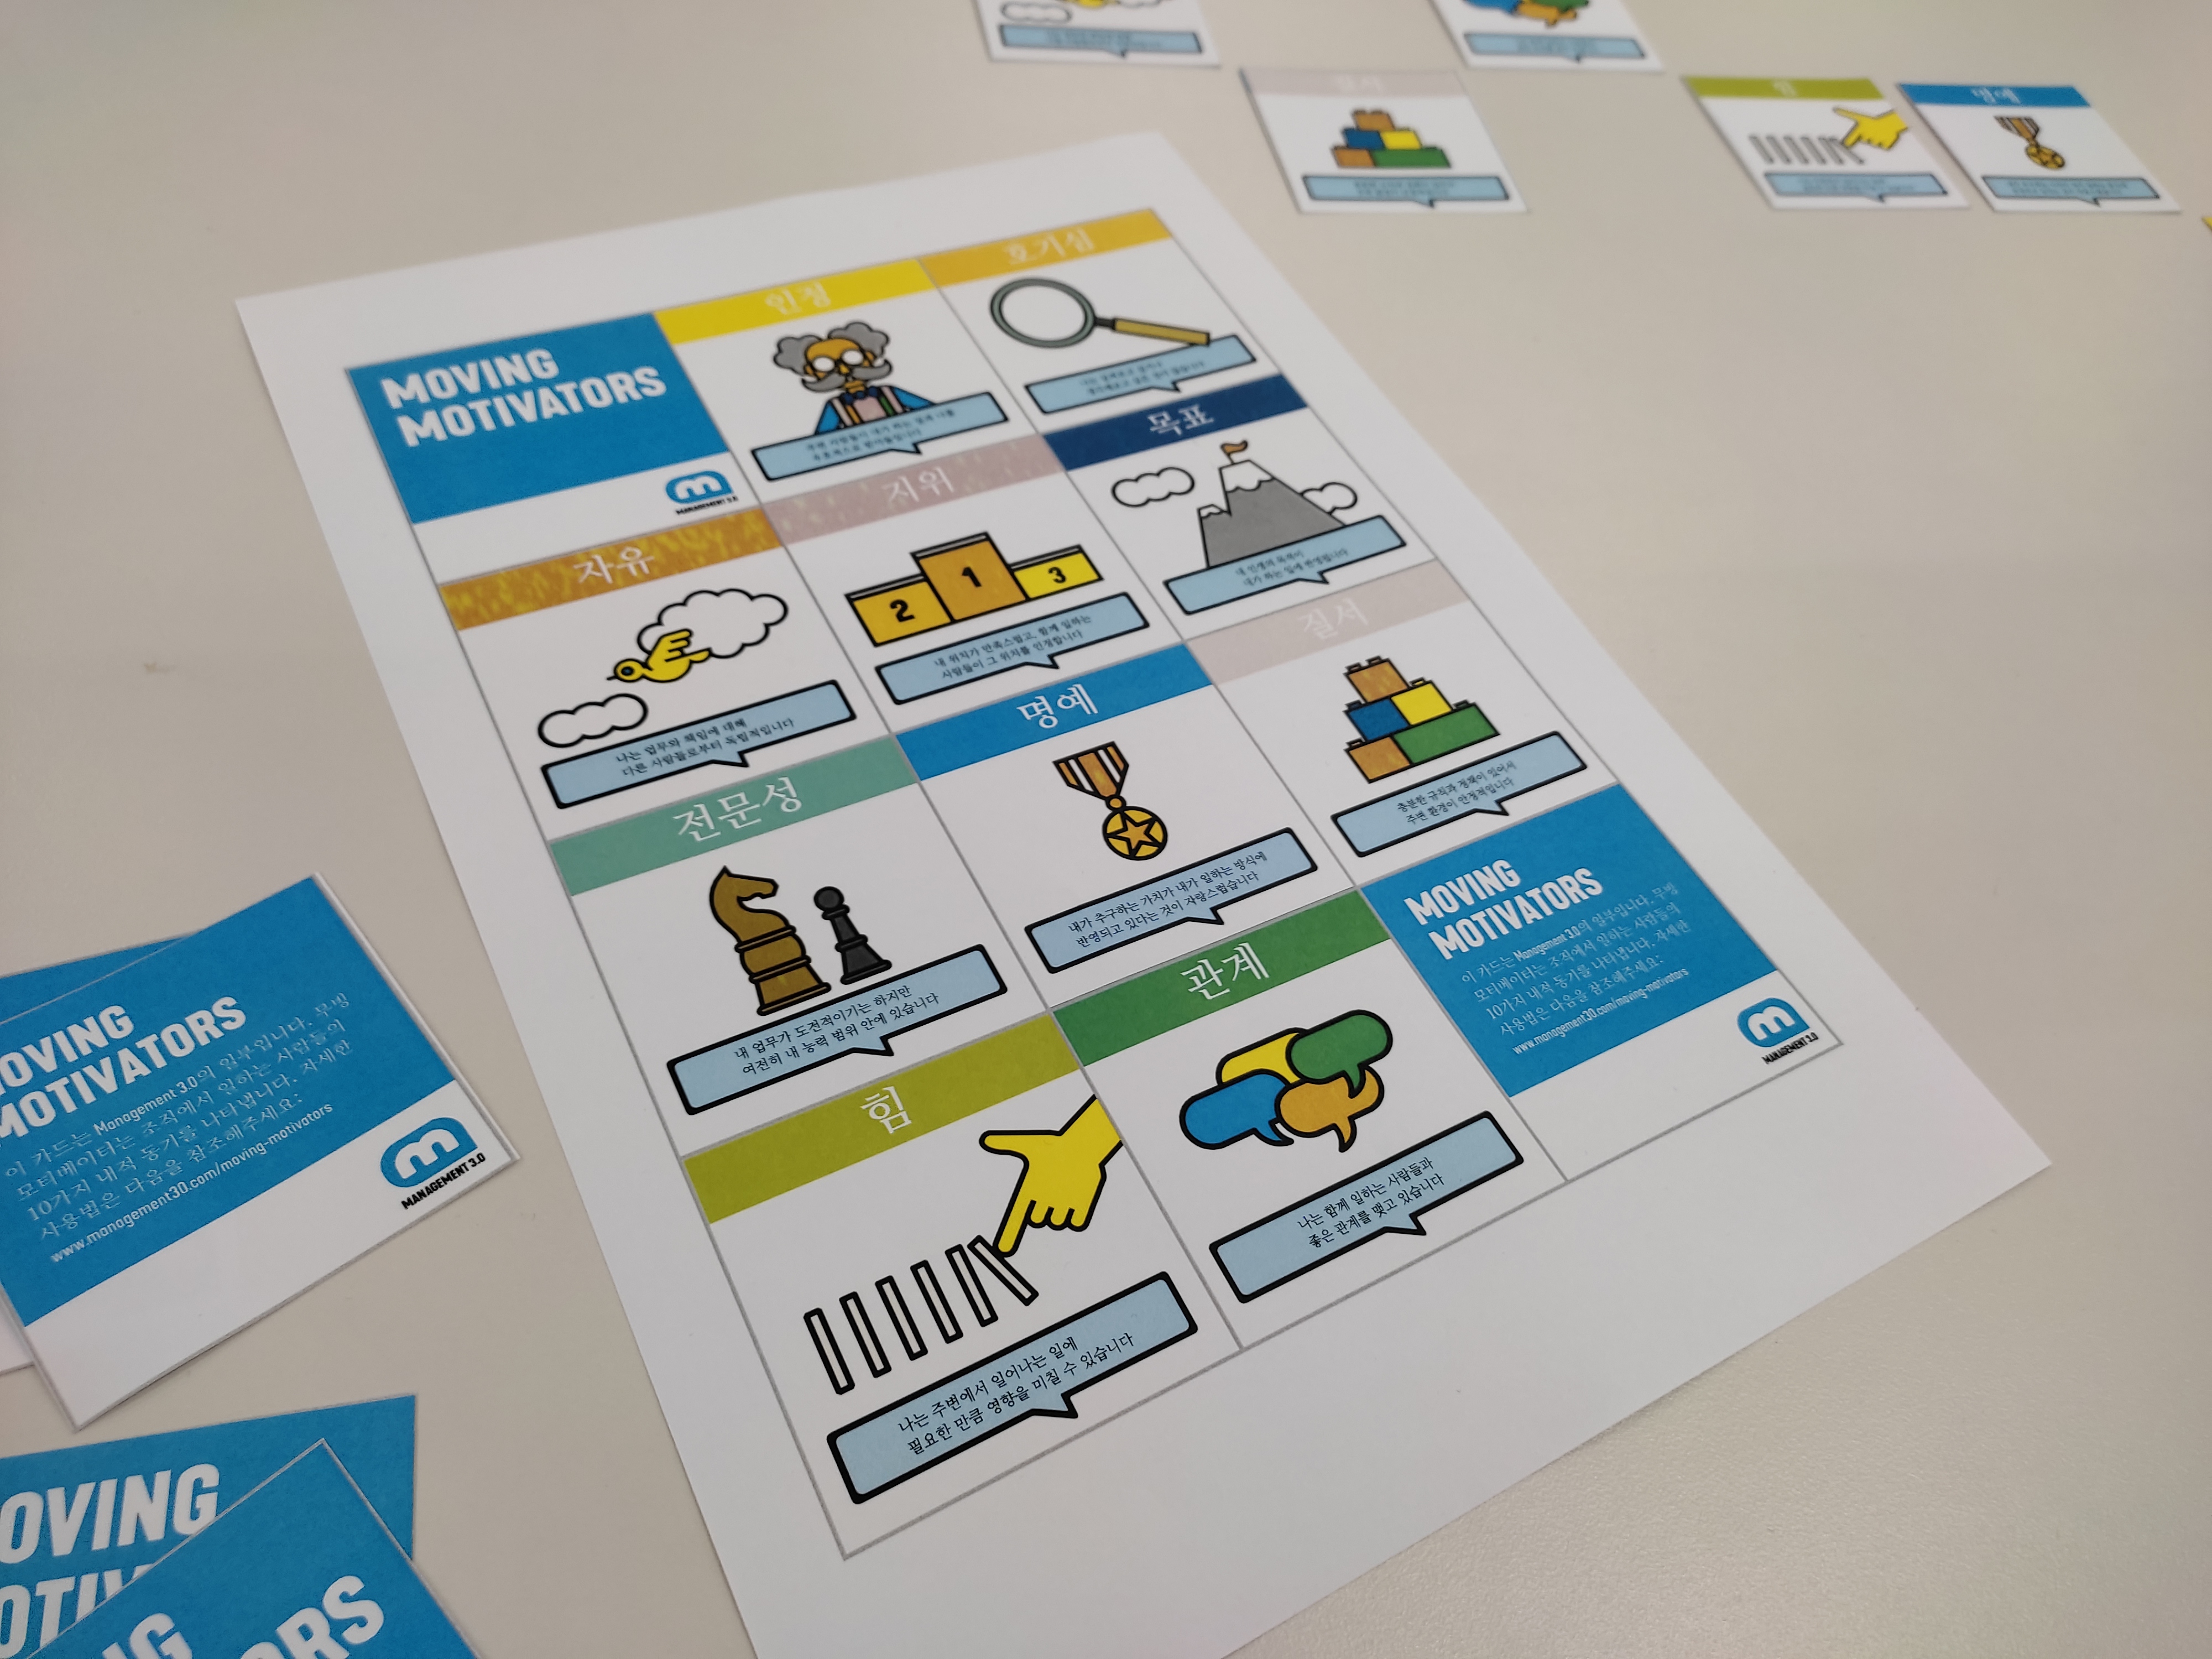 MOVING
MOTIVATORS
MANAGEMENT 3.0
인정
주변 사람들이 내가 하는 일과 나를
우호적으로 받아들입니다
호기심
자유
나는 업무와 책임에 대해
다른 사람들로부터 독립적입니다
지위
2
1
3
내 위치가 만족스럽고, 함께 일하는
사람들이 그 위치를 인정합니다
목표
내 인생의 목적이
내가 하는 일에 반영됩니다
전문성
내 업무가 도전적이기는 하지만
여전히 내 능력 범위 안에 있습니다
명예
내가 추구하는 가치가 내가 일하는 방식에
반영되고 있다는 것이 자랑스럽습니다
질서
충분한 규칙과 정책이 있어서
주변 환경이 안정적입니다
힘
나는 주변에서 일어나는 일에
필요한 만큼 영향을 미칠 수 있습니다
관계
나는 함께 일하는 사람들과
좋은 관계를 맺고 있습니다
MOVING
MOTIVATORS
이 카드는 Management 3.0의 일부입니다. 무빙
모티베이터는 조직에서 일하는 사람들의
10가지 내적 동기를 나타냅니다. 자세한
사용법은 다음을 참조해주세요:
www.management30.com/moving-motivators
MANAGEMENT 3.0
질서
힘
명예
OVING
MOTIVATORS
이 카드는 Management 3.0의 일부입니다. 무빙
모티베이터는 조직에서 일하는 사람들의
10가지 내적 동기를 나타냅니다. 자세한
사용법은 다음을 참조해주세요:
www.management30.com/moving-motivators
MANAGEMENT 3.0
OVING
OTIV
NG
ORS